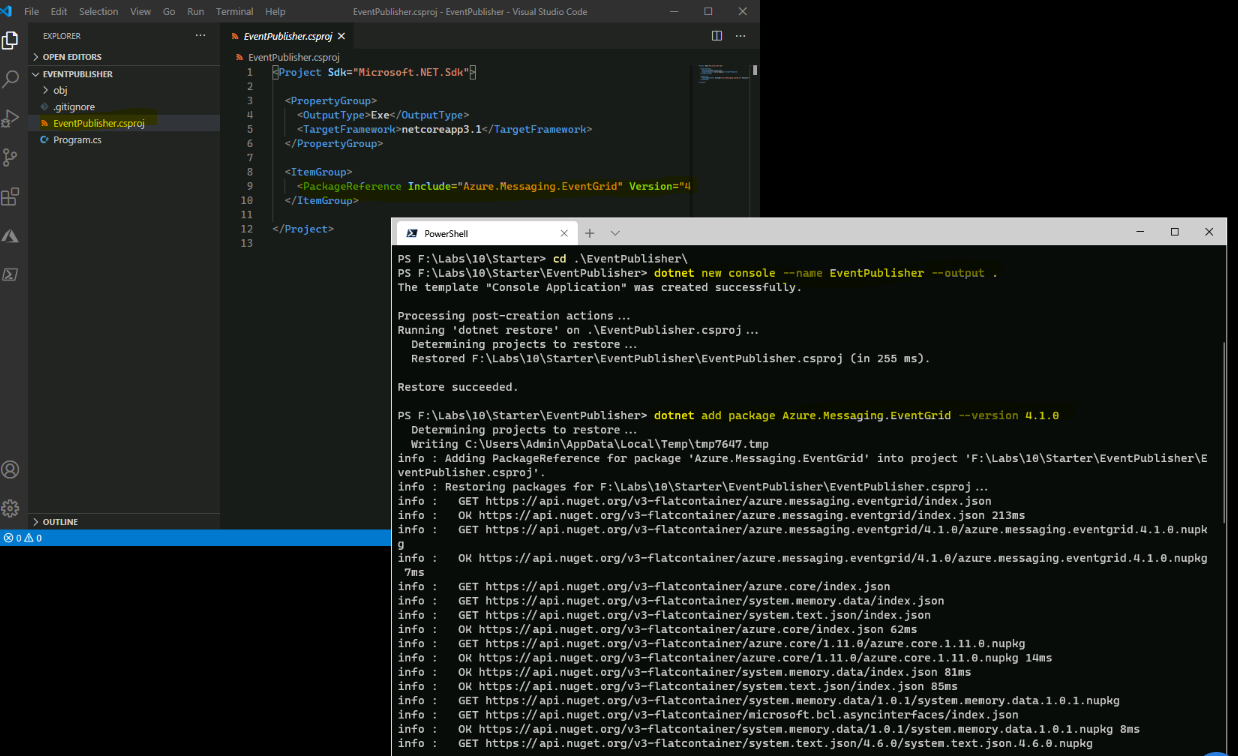 File Edit Selection View Go Run Terminal Help EventPublisher.csproj - EventPublisher - Visual Studio Code
EXPLORER
OPEN EDITORS
EVENTPUBLISHER
obj
.gitignore
EventPublisher.csproj
Program.cs
OUTLINE
0 0
EventPublisher.csproj
EventPublisher.csproj
1 <Project Sdk="Microsoft.NET.Sdk">
2
3 <PropertyGroup>
4 <OutputType>Exe</OutputType>
5 <TargetFramework>netcoreapp3.1</TargetFramework>
6 </PropertyGroup>
7
8 <ItemGroup>
9 <PackageReference Include="Azure.Messaging.EventGrid" Version="4
10 </ItemGroup>
11
12 </Project>
13
PowerShell
PS F:\Labs\10\Starter> cd .\EventPublisher\
PS F:\Labs\10\Starter\EventPublisher> dotnet new console --name EventPublisher --output .
The template "Console Application" was created successfully.
Processing post-creation actions...
Running 'dotnet restore' on .\EventPublisher.csproj...
Determining projects to restore...
Restored F:\Labs\10\Starter\EventPublisher\EventPublisher.csproj (in 255 ms).
Restore succeeded.
PS F:\Labs\10\Starter\EventPublisher> dotnet add package Azure.Messaging.EventGrid --version 4.1.0
Determining projects to restore...
Writing C:\Users\Admin\AppData\Local\Temp\tmp7647.tmp
info : Adding PackageReference for package 'Azure.Messaging.EventGrid' into project 'F:\Labs\10\Starter\EventPublisher\E
ventPublisher.csproj'.
info : Restoring packages for F:\Labs\10\Starter\EventPublisher\EventPublisher.csproj...
info : GET https://api.nuget.org/v3-flatcontainer/azure.messaging.eventgrid/index.json
info : OK https://api.nuget.org/v3-flatcontainer/azure.messaging.eventgrid/index.json 213ms
info : GET https://api.nuget.org/v3-flatcontainer/azure.messaging.eventgrid/4.1.0/azure.messaging.eventgrid.4.1.0.nupk
g
info : OK https://api.nuget.org/v3-flatcontainer/azure.messaging.eventgrid/4.1.0/azure.messaging.eventgrid.4.1.0.nupkg
7ms
info : GET https://api.nuget.org/v3-flatcontainer/azure.core/index.json
info : GET https://api.nuget.org/v3-flatcontainer/system.memory.data/index.json
info : GET https://api.nuget.org/v3-flatcontainer/system.text.json/index.json
info : OK https://api.nuget.org/v3-flatcontainer/azure.core/index.json 62ms
info : GET https://api.nuget.org/v3-flatcontainer/azure.core/1.11.0/azure.core.1.11.0.nupkg
info : OK https://api.nuget.org/v3-flatcontainer/azure.core/1.11.0/azure.core.1.11.0.nupkg 14ms
info : OK https://api.nuget.org/v3-flatcontainer/system.memory.data/index.json 81ms
info : OK https://api.nuget.org/v3-flatcontainer/system.text.json/index.json 85ms
info : GET https://api.nuget.org/v3-flatcontainer/system.memory.data/1.0.1/system.memory.data.1.0.1.nupkg
info : GET https://api.nuget.org/v3-flatcontainer/microsoft.bcl.asyncinterfaces/index.json
info : OK https://api.nuget.org/v3-flatcontainer/system.memory.data/1.0.1/system.memory.data.1.0.1.nupkg 8ms
info : GET https://api.nuget.org/v3-flatcontainer/system.text.json/4.6.0/system.text.json.4.6.0.nupkg